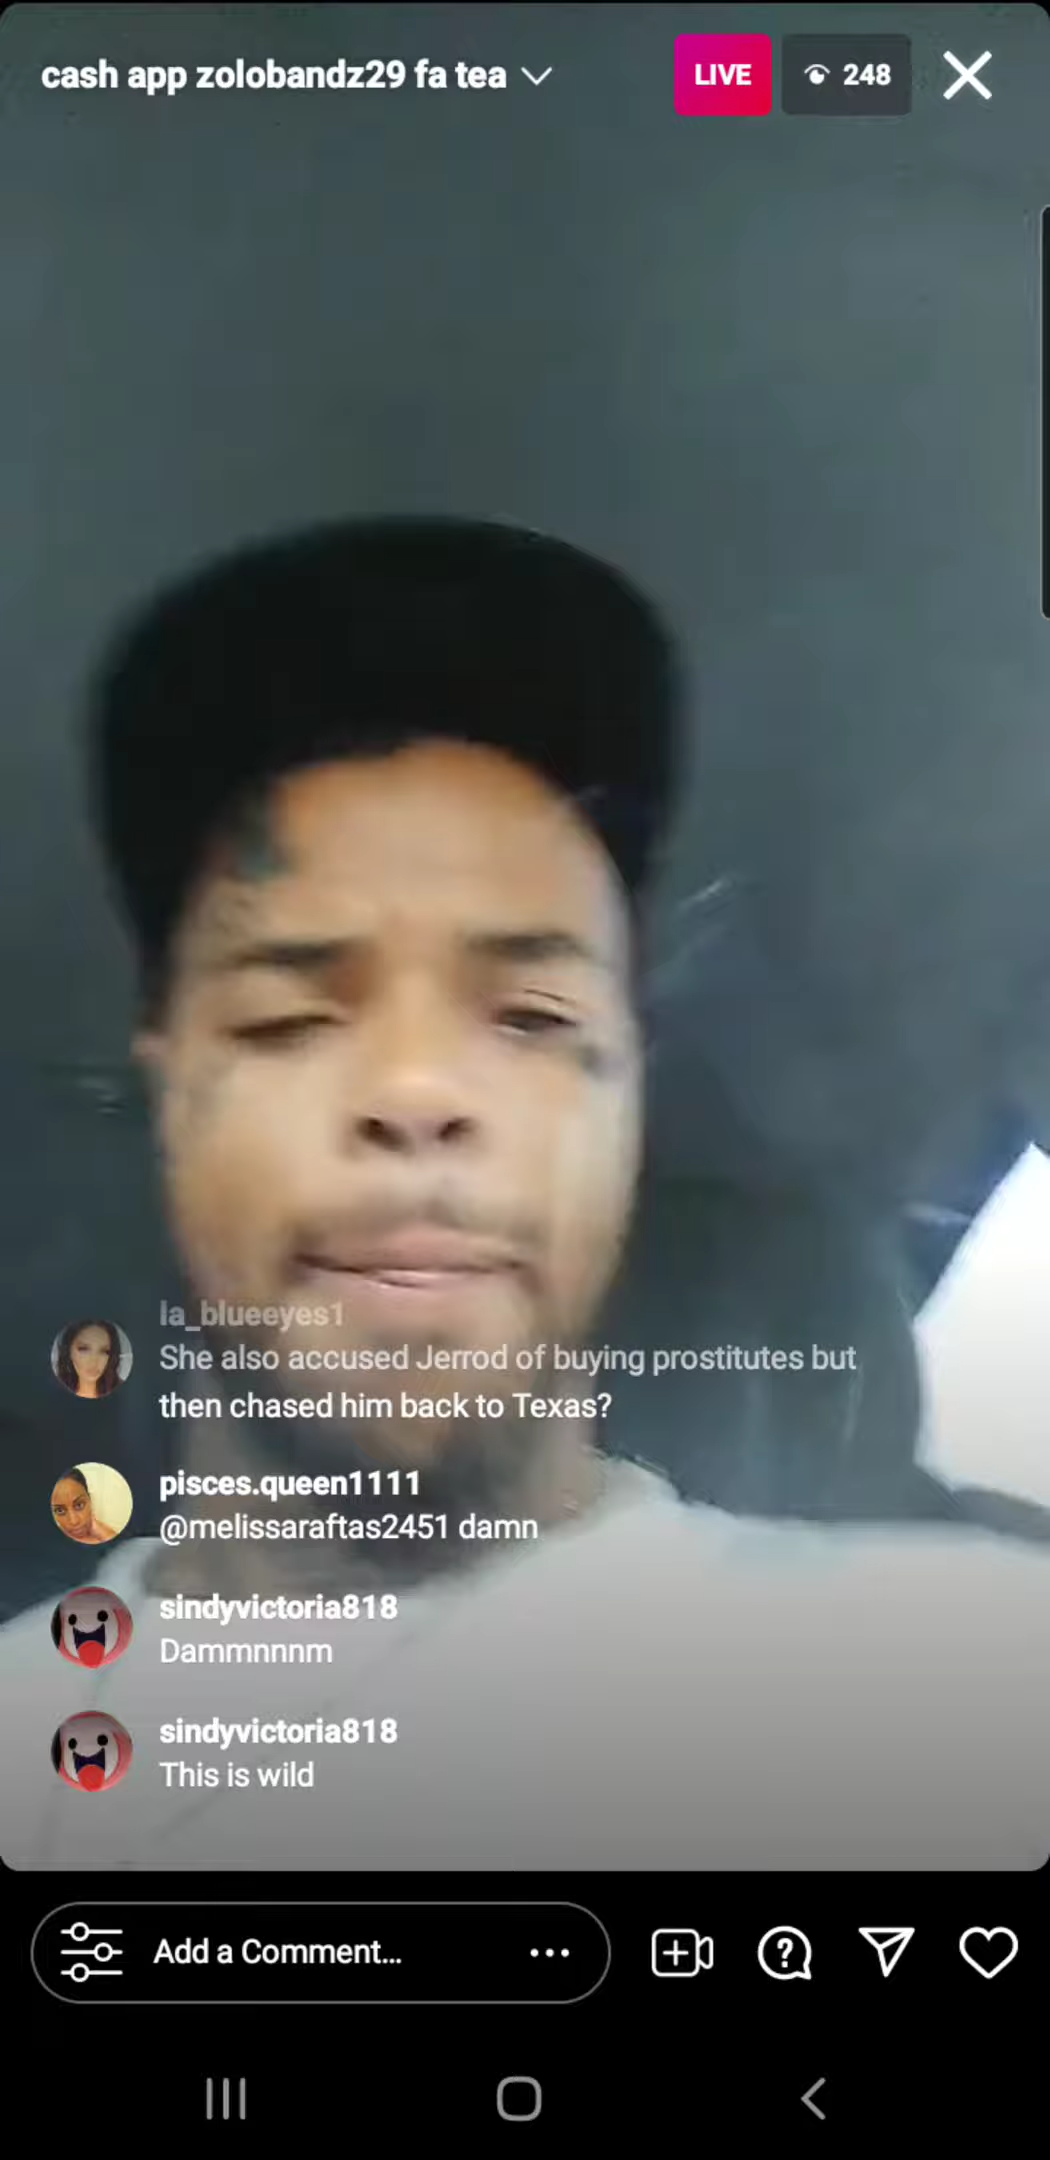 cash app zolobandz29 fa tea
LIVE
248
la_blueeyes1
She also accused Jerrod of buying prostitutes but
then chased him back to Texas?
pisces.queen1111
@melissaraftas2451 damn
sindyvictoria818
Dammnnnm
sindyvictoria818
This is wild
Add a Comment...